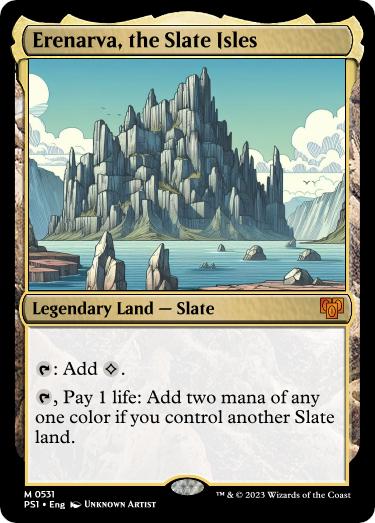 Erenarva, the Slate Isles
Legendary Land — Slate
: Add .
, Pay 1 life: Add two mana of any
one color if you control another Slate
land.
M 0531
PS1 • Eng Unknown Artist
™ & © 2023 Wizards of the Coast